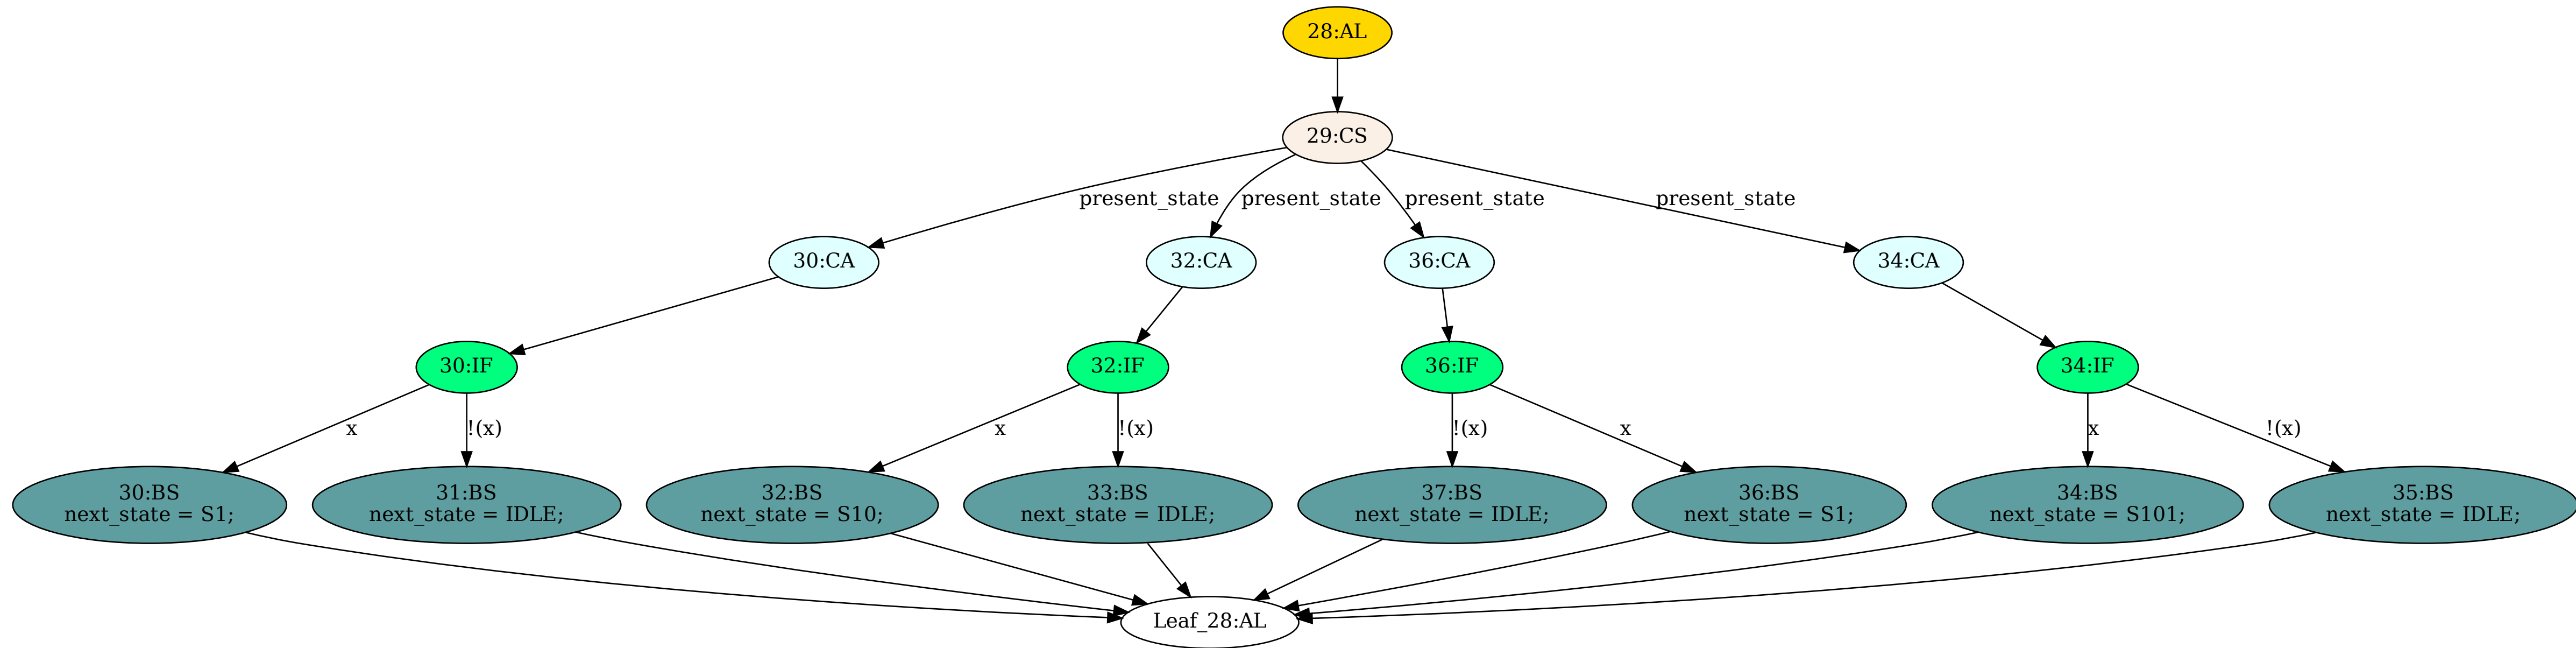 28:AL
29:CS
present_state
present_state
present_state
present_state
30:CA
32:CA
36:CA
34:CA
30:IF
32:IF
36:IF
34:IF
x
!(x)
x
!(x)
!(x)
x
x
!(x)
30:BS
next_state = S1;
31:BS
next_state = IDLE;
32:BS
next_state = S10;
33:BS
next_state = IDLE;
37:BS
next_state = IDLE;
36:BS
next_state = S1;
34:BS
next_state = S101;
35:BS
next_state = IDLE;
Leaf_28:AL